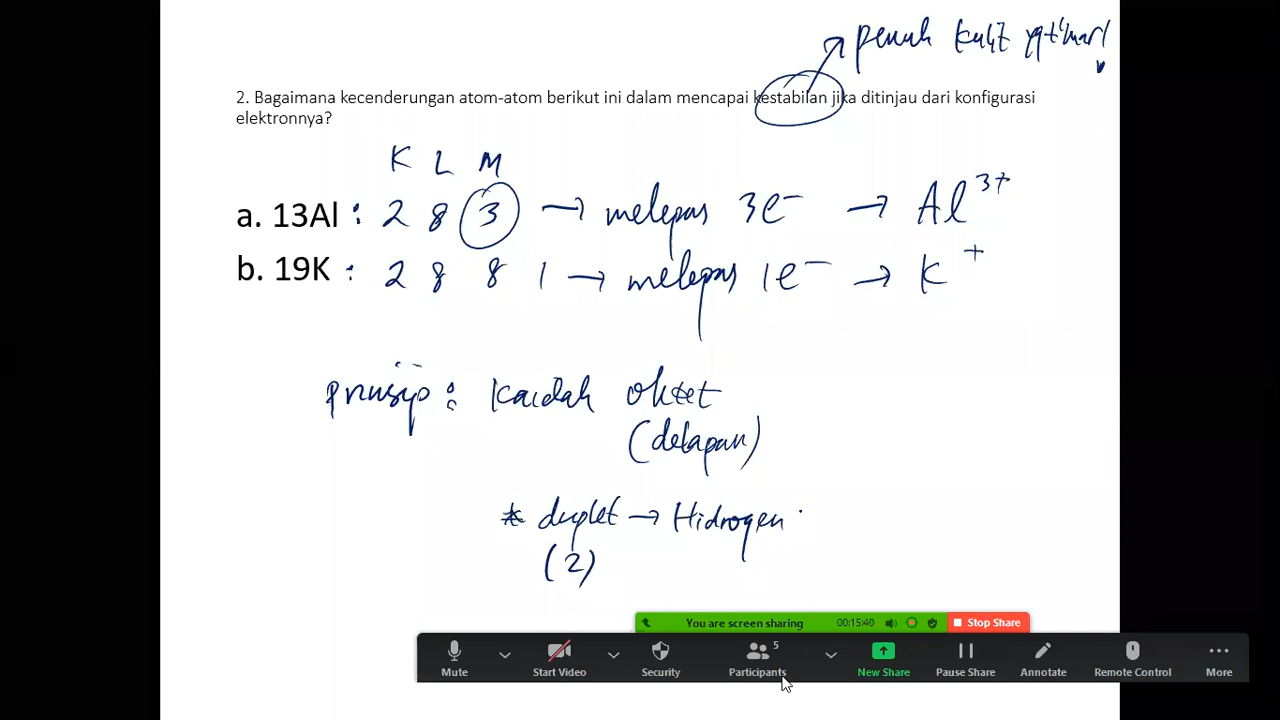 penuh kulit
2. Bagaimana kecenderungan atom-atom berikut ini dalam mencapai kestabilan jika ditinjau dari konfigurasi
elektronnya?
K L M
a. 13Al : 2 8 3 → melepas 3e⁻ → Al³⁺
b. 19K : 2 8 8 1 → melepas 1e⁻ → K⁺
prinsip : Kaidah oktet
(delapan)
* duplet → Hidrogen
(2)
You are screen sharing 00:15:40 Stop Share
5
Mute Start Video Security Participants New Share Pause Share Annotate Remote Control More